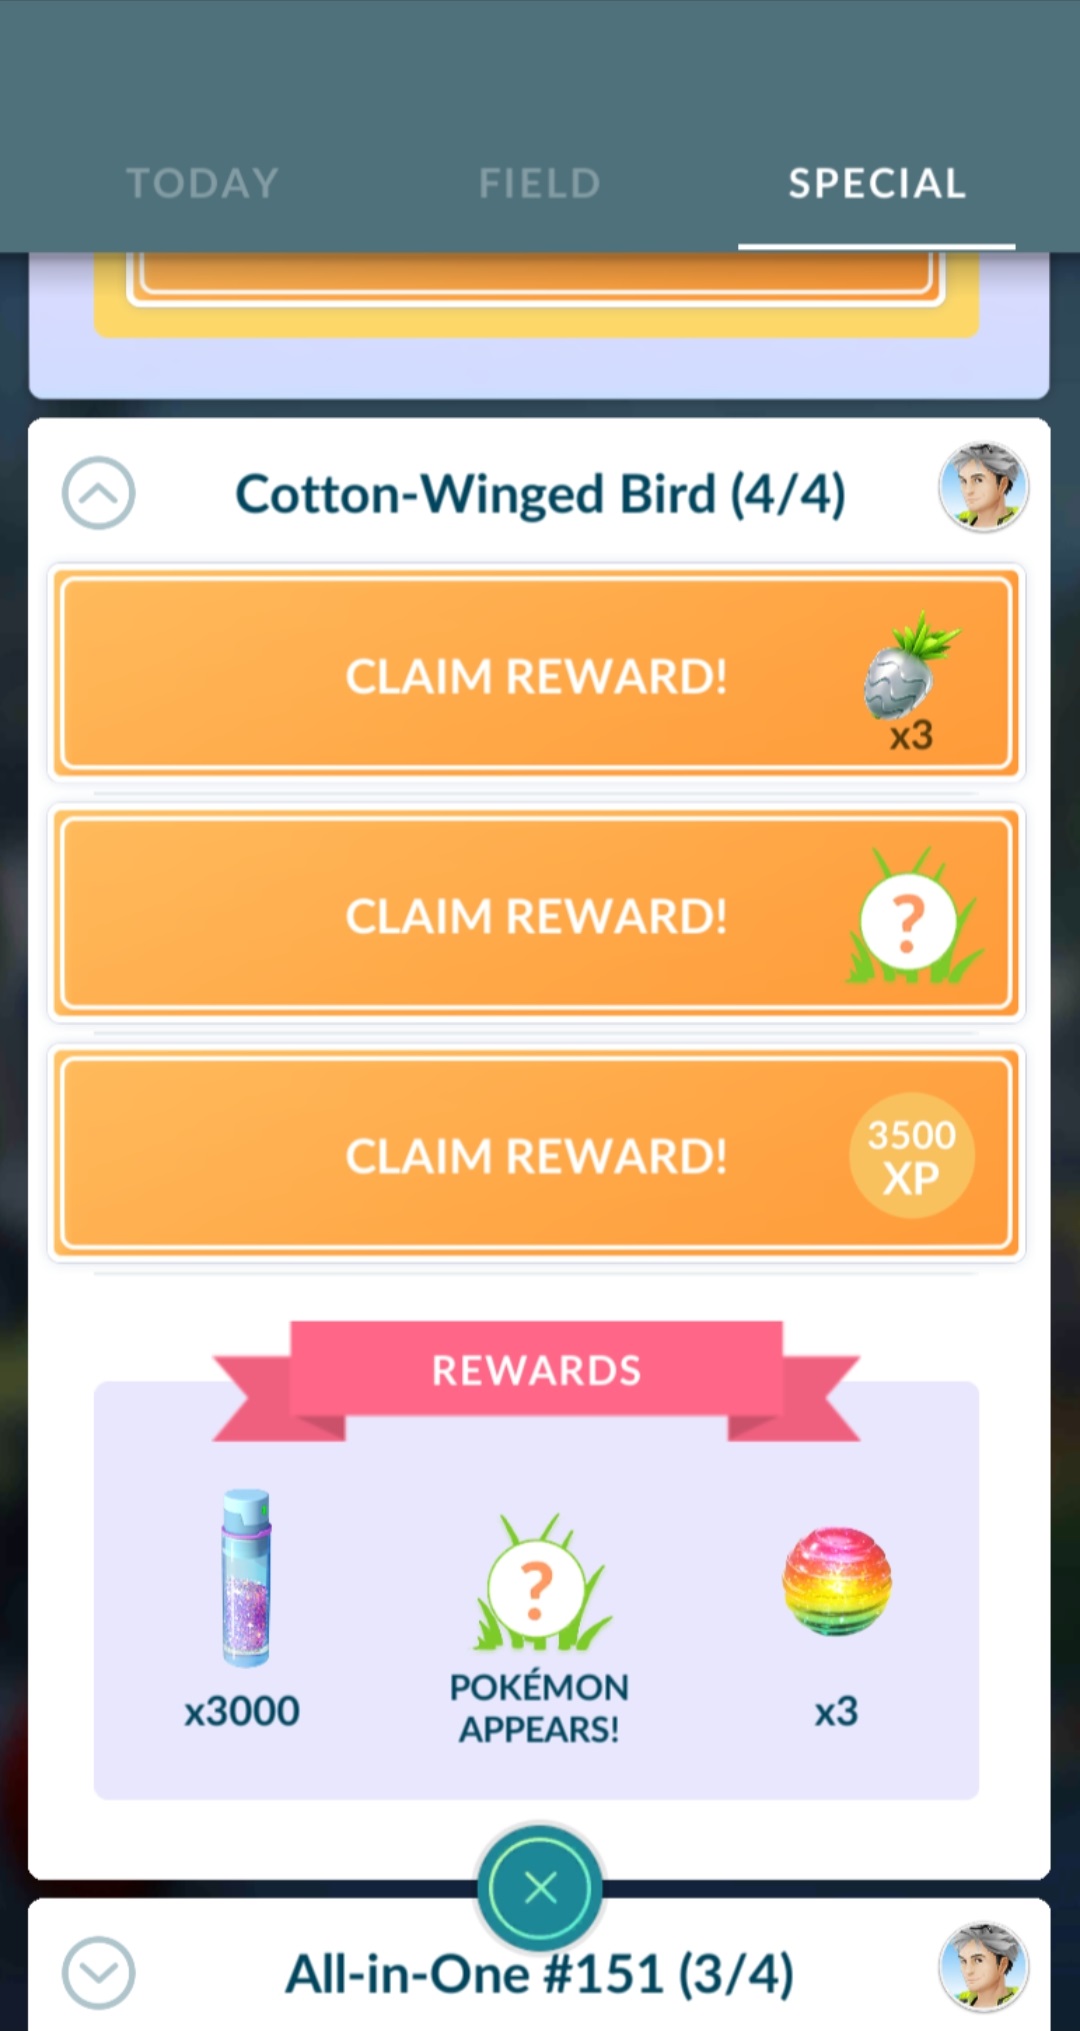 TODAY
FIELD
SPECIAL
Cotton-Winged Bird (4/4)
CLAIM REWARD!
x3
CLAIM REWARD!
?
CLAIM REWARD!
3500
XP
REWARDS
?
x3000
POKÉMON
APPEARS!
x3
All-in-One #151 (3/4)